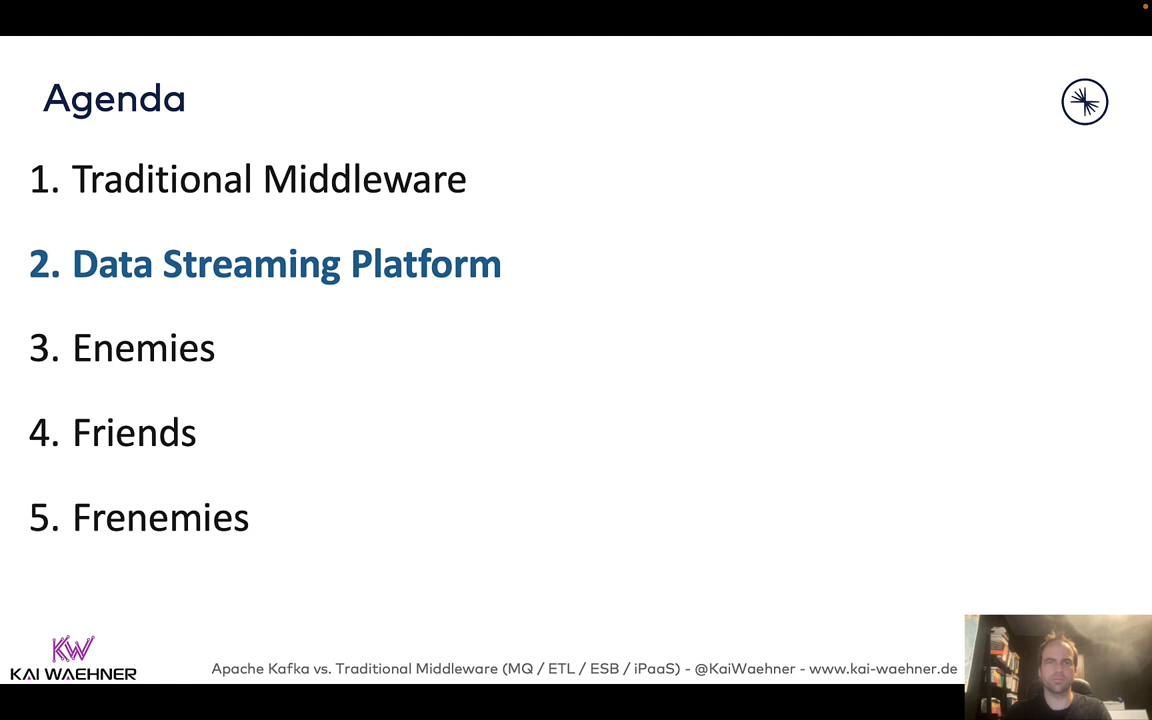 Agenda
1. Traditional Middleware
2. Data Streaming Platform
3. Enemies
4. Friends
5. Frenemies
KW
KAI WAEHNER
Apache Kafka vs. Traditional Middleware (MQ / ETL / ESB / iPaaS) - @KaiWaehner - www.kai-waehner.de